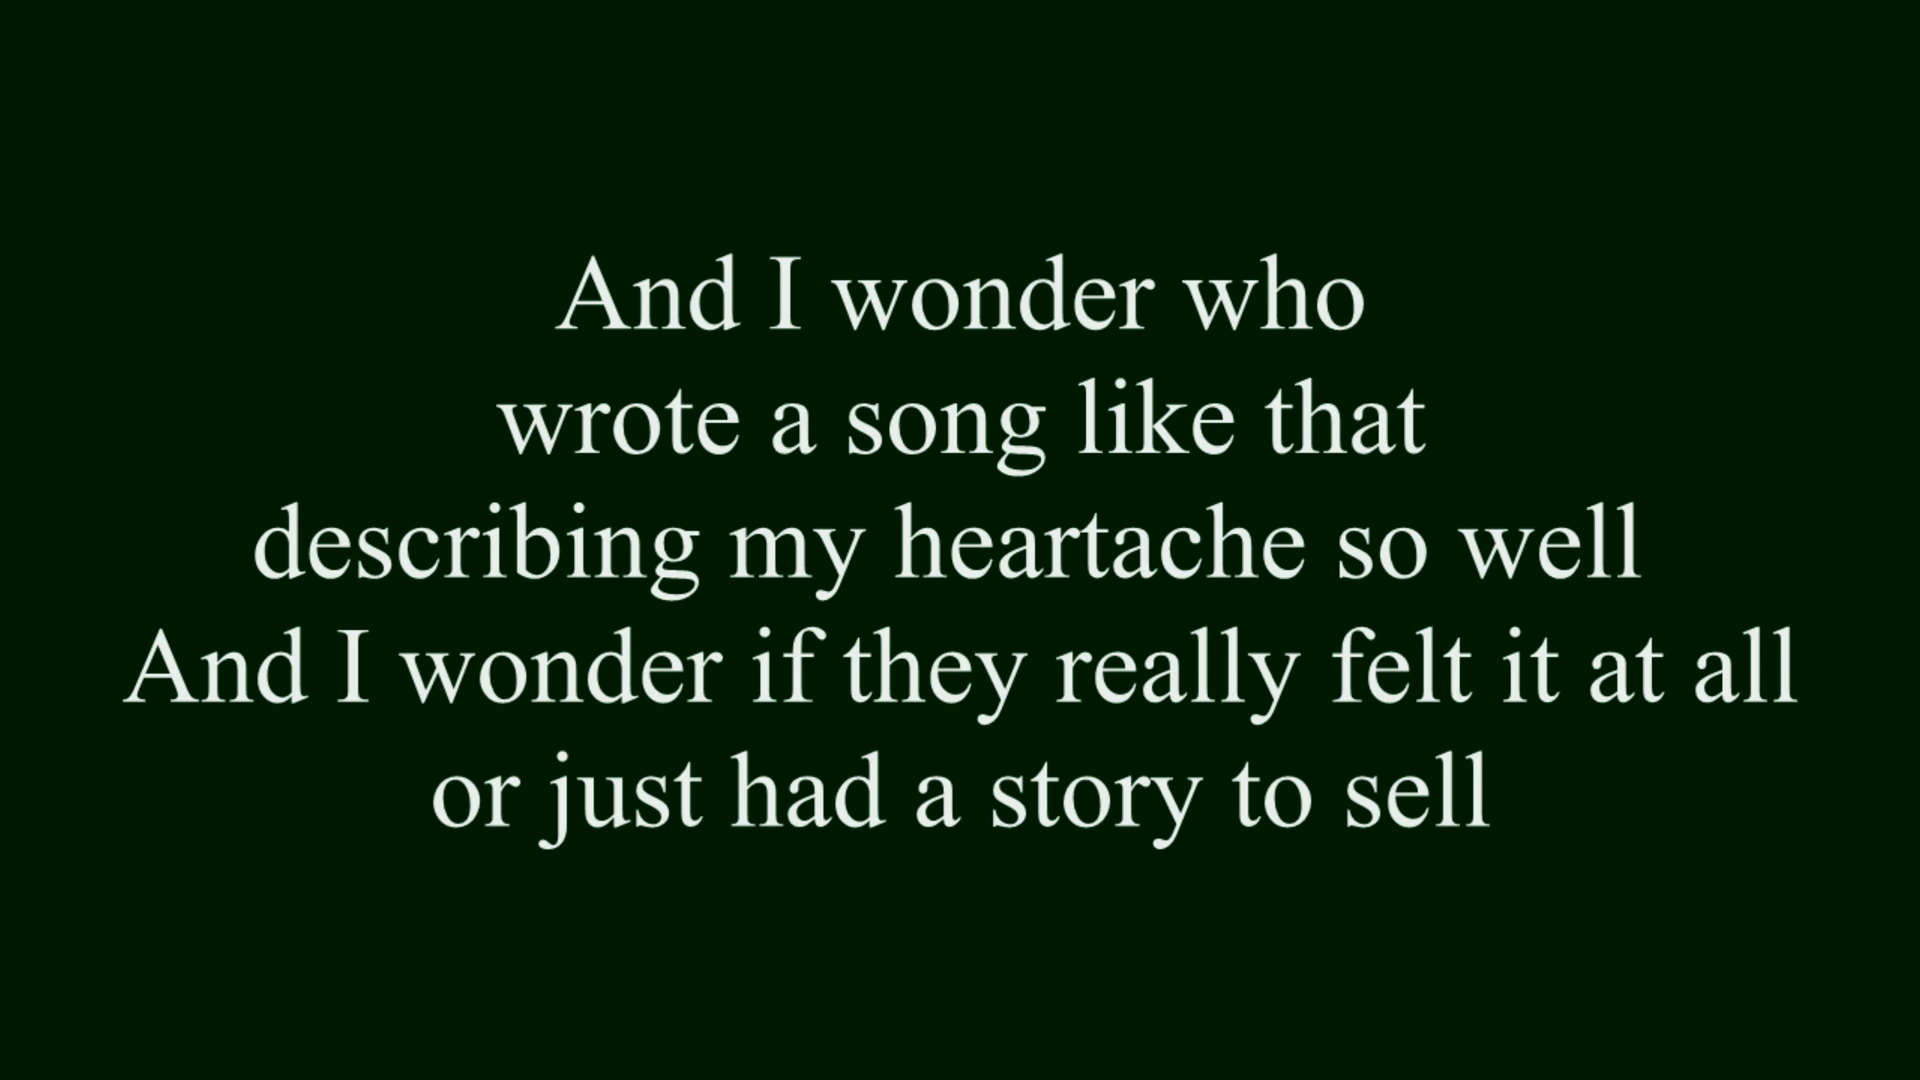 And I wonder who
wrote a song like that
describing my heartache so well
And I wonder if they really felt it at all
or just had a story to sell